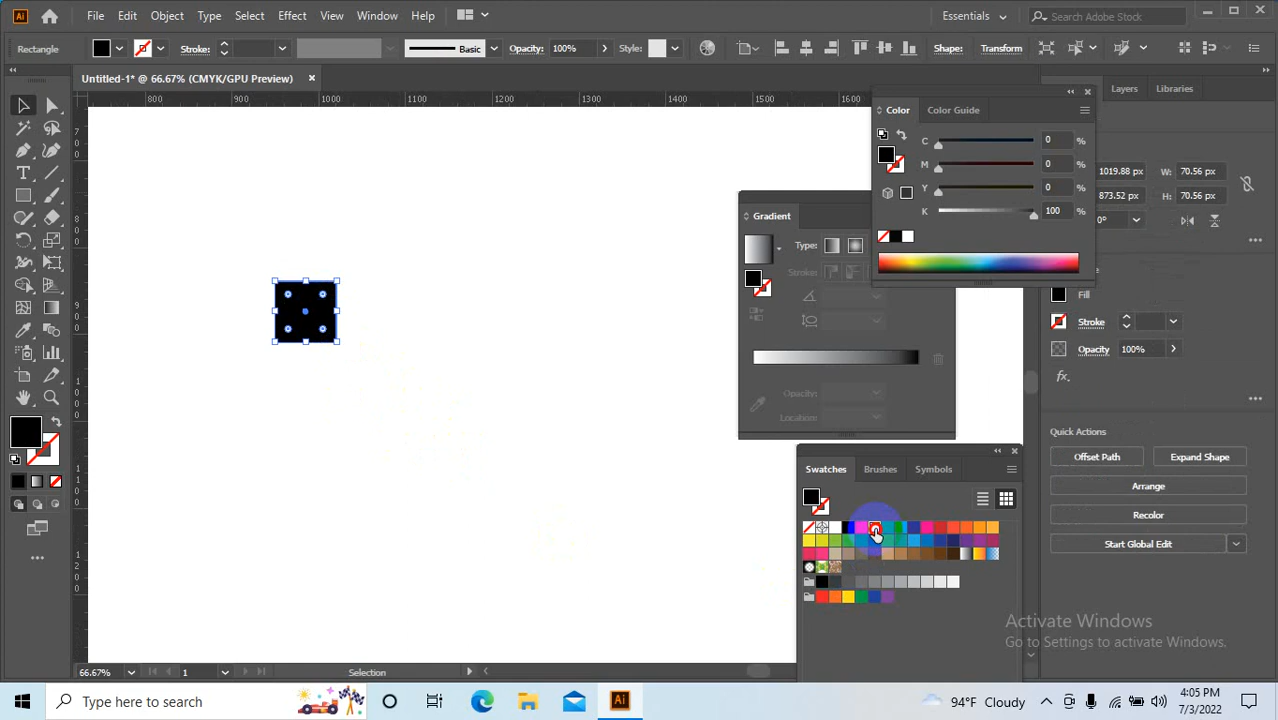 Ai File Edit Object Type Select Effect View Window Help Essentials Search Adobe Stock
Rectangle Stroke: Basic Opacity: 100% Style: Shape: Transform
Untitled-1* @ 66.67% (CMYK/GPU Preview)
Layers Libraries
800 900 1000 1100 1200 1300 1400 1500 1600
Color Color Guide
C 0 %
M 0 %
Y 0 %
K 100 %
1019.88 px W: 70.56 px
873.52 px H: 70.56 px
0°
Gradient
Type:
Stroke:
Opacity:
Location:
Fill
Stroke
Opacity 100%
fx.
Quick Actions
Offset Path Expand Shape
Arrange
Recolor
Start Global Edit
Swatches Brushes Symbols
Activate Windows
Go to Settings to activate Windows.
66.67% 1 Selection
Type here to search 94°F Cloudy 4:05 PM
7/3/2022